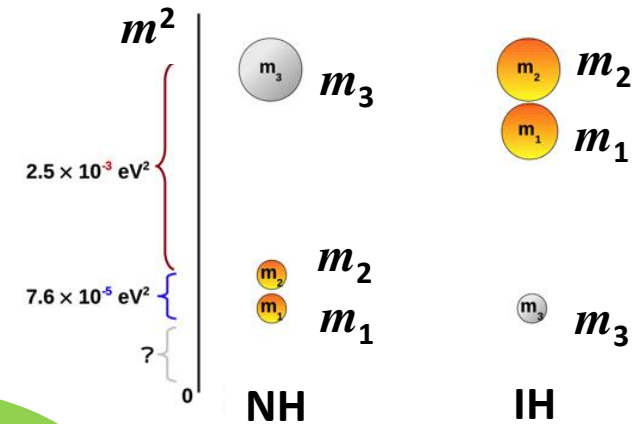 m²
m₃
m₃
m₂
m₂
m₁
m₁
2.5 × 10⁻³ eV²
m₂
m₂
7.6 × 10⁻⁵ eV²
m₁
m₁
m₃
m₃
?
0
NH
IH